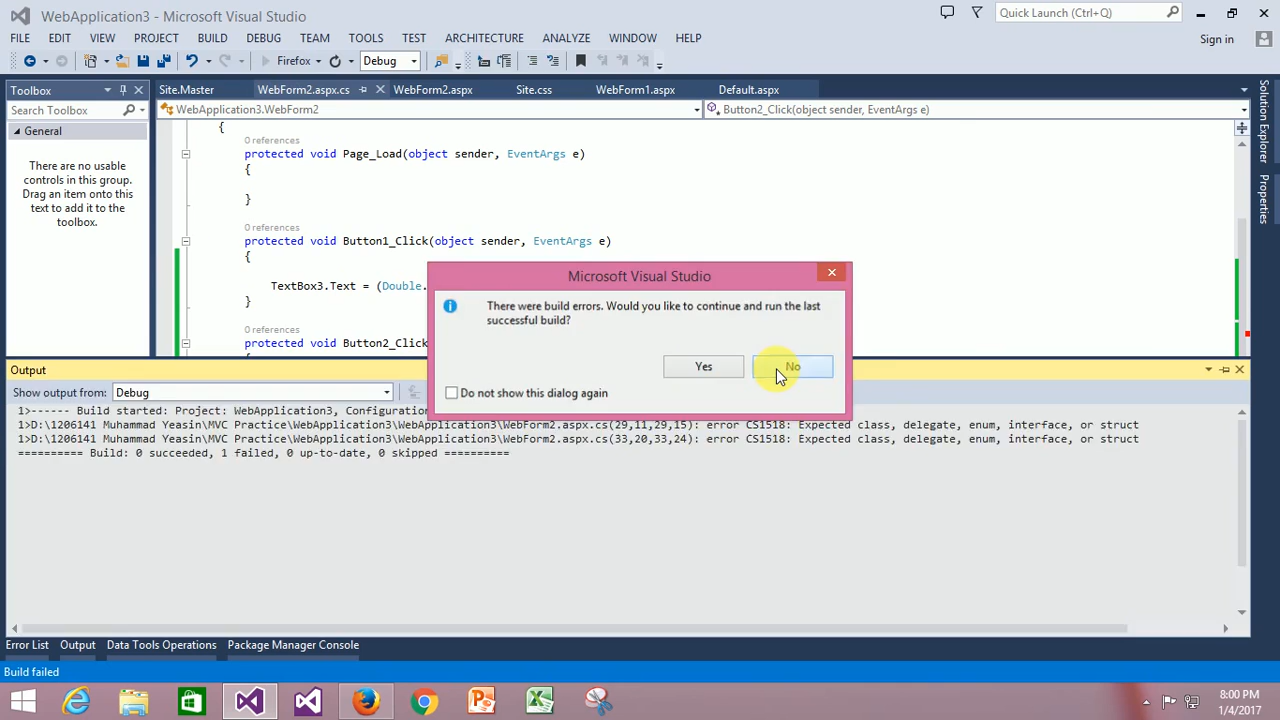 WebApplication3 - Microsoft Visual Studio
Quick Launch (Ctrl+Q)
FILE EDIT VIEW PROJECT BUILD DEBUG TEAM TOOLS TEST ARCHITECTURE ANALYZE WINDOW HELP
Sign in
Firefox
Debug
Toolbox
Site.Master WebForm2.aspx.cs WebForm2.aspx Site.css WebForm1.aspx Default.aspx
Search Toolbox
WebApplication3.WebForm2
Button2_Click(object sender, EventArgs e)
General
There are no usable
controls in this group.
Drag an item onto this
text to add it to the
toolbox.
{
0 references
protected void Page_Load(object sender, EventArgs e)
{
}
0 references
protected void Button1_Click(object sender, EventArgs e)
{
TextBox3.Text = (Double.
}
0 references
protected void Button2_Click
Solution Explorer
Properties
Microsoft Visual Studio
There were build errors. Would you like to continue and run the last
successful build?
Yes
No
Do not show this dialog again
Output
Show output from: Debug
1>------ Build started: Project: WebApplication3, Configuration
1>D:\1206141 Muhammad Yeasin\MVC Practice\WebApplication3\WebApplication3\WebForm2.aspx.cs(29,11,29,15): error CS1518: Expected class, delegate, enum, interface, or struct
1>D:\1206141 Muhammad Yeasin\MVC Practice\WebApplication3\WebApplication3\WebForm2.aspx.cs(33,20,33,24): error CS1518: Expected class, delegate, enum, interface, or struct
========== Build: 0 succeeded, 1 failed, 0 up-to-date, 0 skipped ==========
Error List Output Data Tools Operations Package Manager Console
Build failed
8:00 PM
1/4/2017